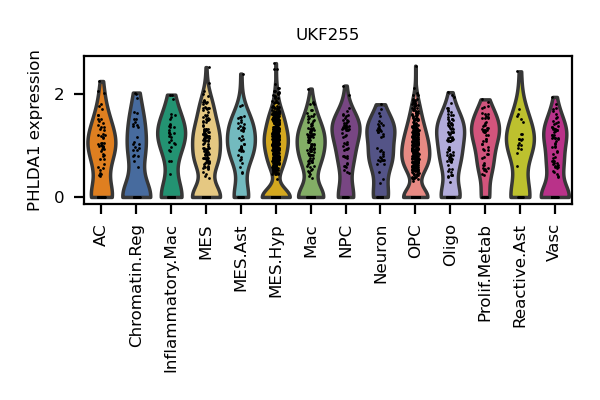 UKF255
PHLDA1 expression
2
0
AC
Chromatin.Reg
Inflammatory.Mac
MES
MES.Ast
MES.Hyp
Mac
NPC
Neuron
OPC
Oligo
Prolif.Metab
Reactive.Ast
Vasc